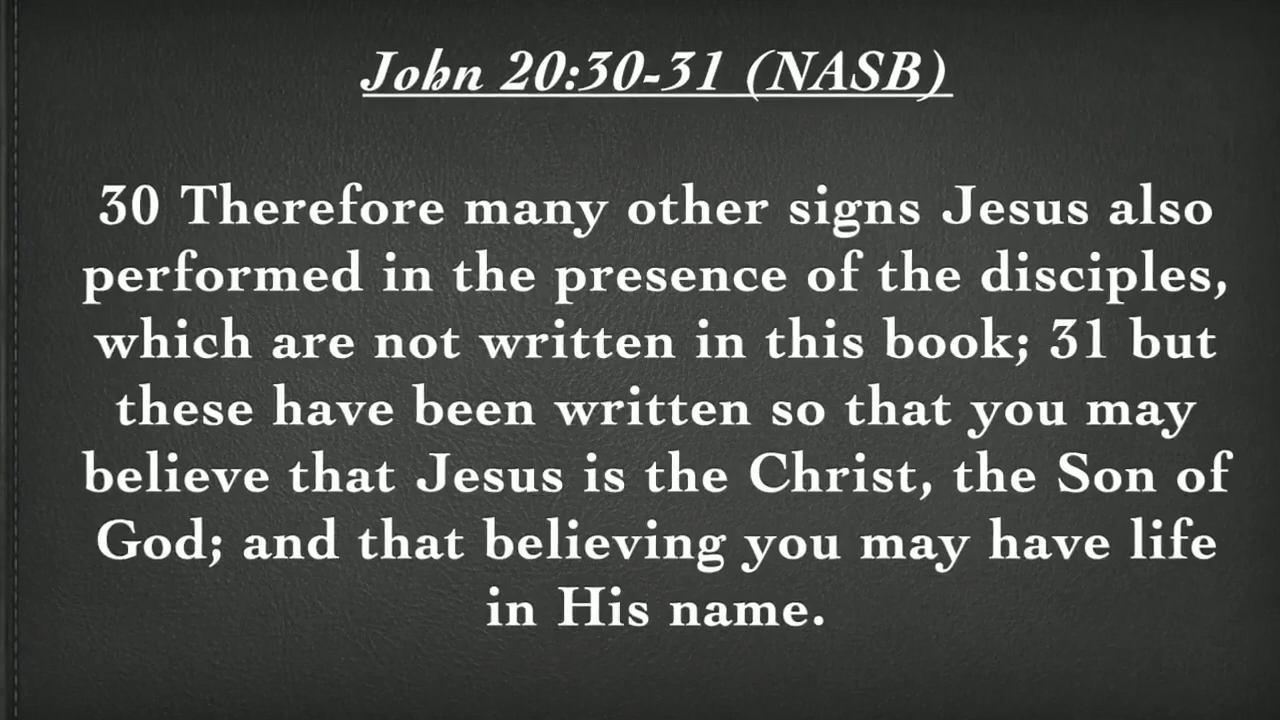 John 20:30-31 (NASB)
30 Therefore many other signs Jesus also
performed in the presence of the disciples,
which are not written in this book; 31 but
these have been written so that you may
believe that Jesus is the Christ, the Son of
God; and that believing you may have life
in His name.